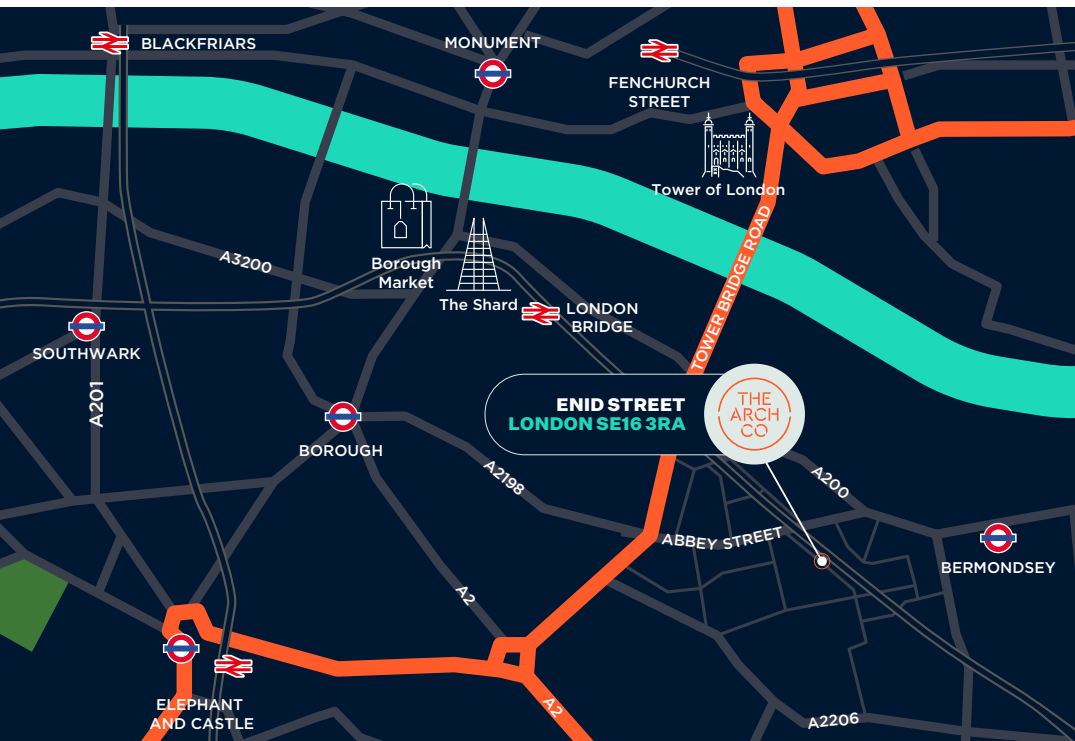 BLACKFRIARS
MONUMENT
FENCHURCH
STREET
Tower of London
A3200
Borough
Market
The Shard
LONDON
BRIDGE
TOWER BRIDGE ROAD
SOUTHWARK
A201
ENID STREET
LONDON SE16 3RA
THE
ARCH
CO
BOROUGH
A2198
A200
ABBEY STREET
BERMONDSEY
A2
ELEPHANT
AND CASTLE
A2
A2206